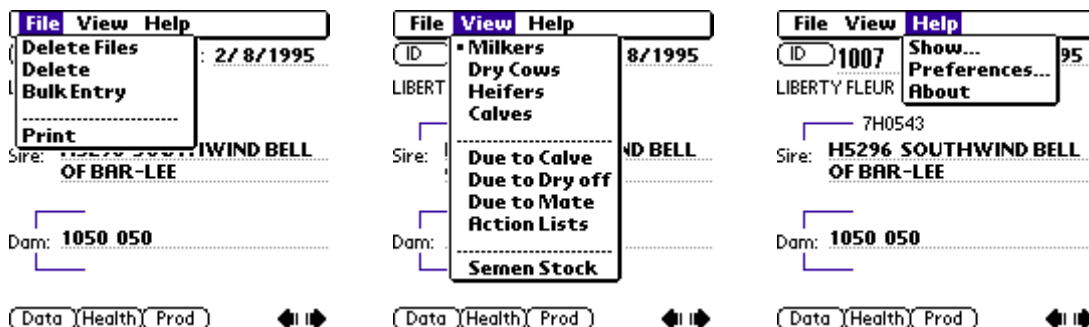 File View Help
Delete Files
: 2/ 8/1995
Delete
Bulk Entry
Print
Sire: WIND BELL
OF BAR-LEE
Dam: 1050 050
Data Health Prod
File View Help
ID
• Milkers
8/1995
Dry Cows
LIBERT
Heifers
Calves
Sire:
Due to Calve
ND BELL
Due to Dry off
Due to Mate
Action Lists
Dam:
Semen Stock
Data Health Prod
File View Help
ID 1007
Show...
95
Preferences...
LIBERTY FLEUR
About
7H0543
Sire: H5296 SOUTHWIND BELL
OF BAR-LEE
Dam: 1050 050
Data Health Prod